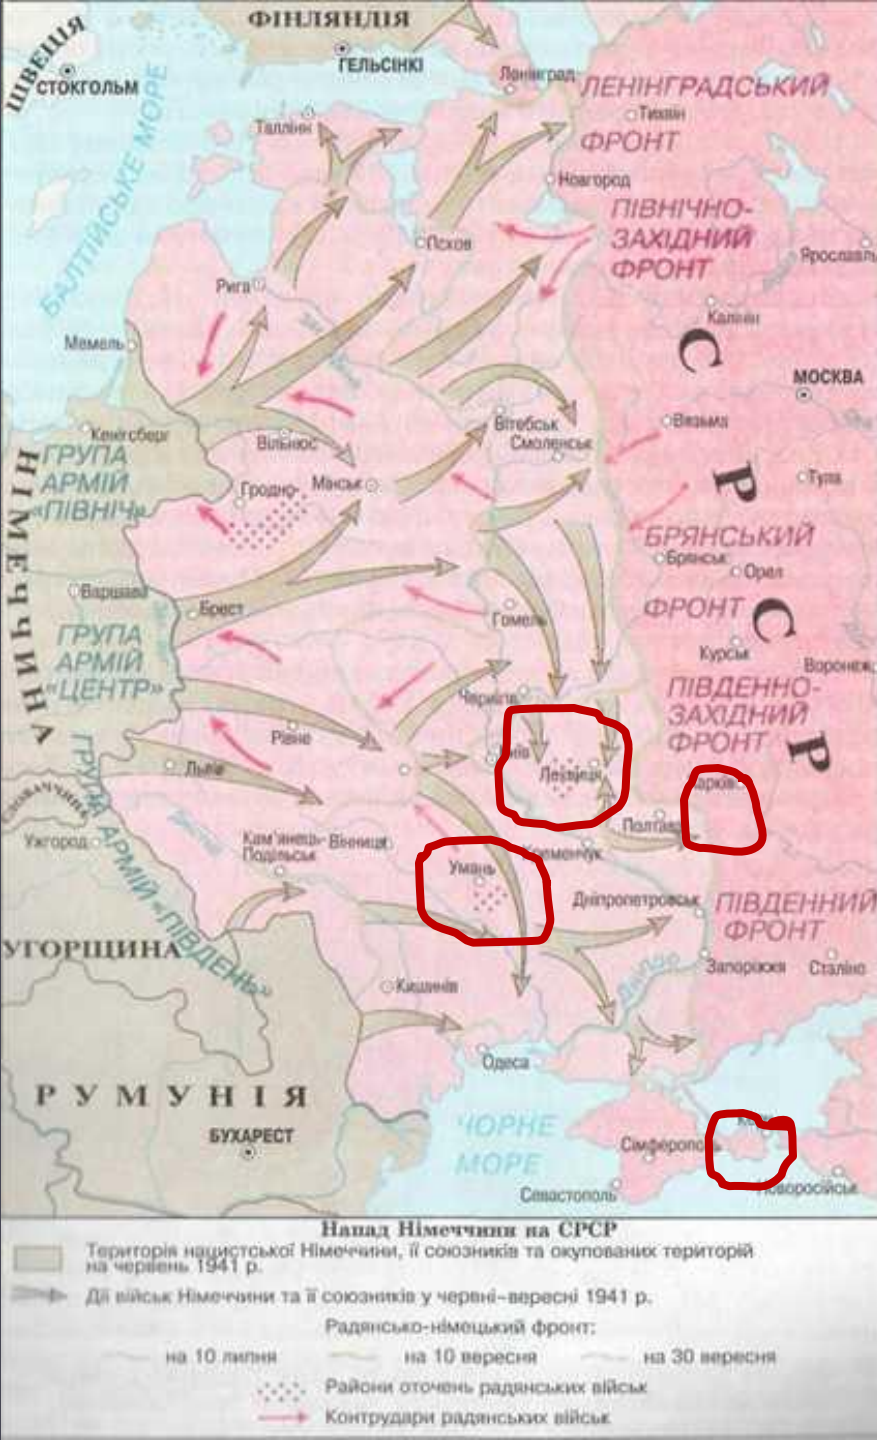 ШВЕЦІЯ
ФІНЛЯНДІЯ
ГЕЛЬСІНКІ
СТОКГОЛЬМ
Ленінград
ЛЕНІНГРАДСЬКИЙ
ФРОНТ
Тихвін
Таллінн
БАЛТІЙСЬКЕ МОРЕ
Новгород
ПІВНІЧНО-
ЗАХІДНИЙ
ФРОНТ
Псков
Ярославль
Рига
Калінін
Мемель
С Р С Р
МОСКВА
Кенігсберг
Вільнюс
Вітебськ
Смоленськ
Вязьма
НІМЕЧЧИНА
ГРУПА
АРМІЙ
«ПІВНІЧ»
Гродно
Мінськ
Тула
БРЯНСЬКИЙ
ФРОНТ
Брянськ
Орел
Варшава
Брест
Гомель
ГРУПА
АРМІЙ
«ЦЕНТР»
Курськ
Воронеж
Чернігів
ПІВДЕННО-
ЗАХІДНИЙ
ФРОНТ
Рівне
Київ
Львів
Лохвиця
Харків
СЛОВАЧЧИНА
ГРУПА АРМІЙ «ПІВДЕНЬ»
Ужгород
Дністер
Кам'янець-
Подільськ
Вінниця
Полтава
Кременчук
Умань
Дніпропетровськ
ПІВДЕННИЙ
ФРОНТ
УГОРЩИНА
Запоріжжя
Сталіно
Дніпро
Кишинів
Одеса
РУМУНІЯ
БУХАРЕСТ
ЧОРНЕ
МОРЕ
Сімферополь
Севастополь
Новоросійськ
Напад Німеччини на СРСР
Територія нацистської Німеччини, її союзників та окупованих територій
на червень 1941 р.
Дії військ Німеччини та її союзників у червні–вересні 1941 р.
Радянсько-німецький фронт:
на 10 липня
на 10 вересня
на 30 вересня
Райони оточень радянських військ
Контрудари радянських військ